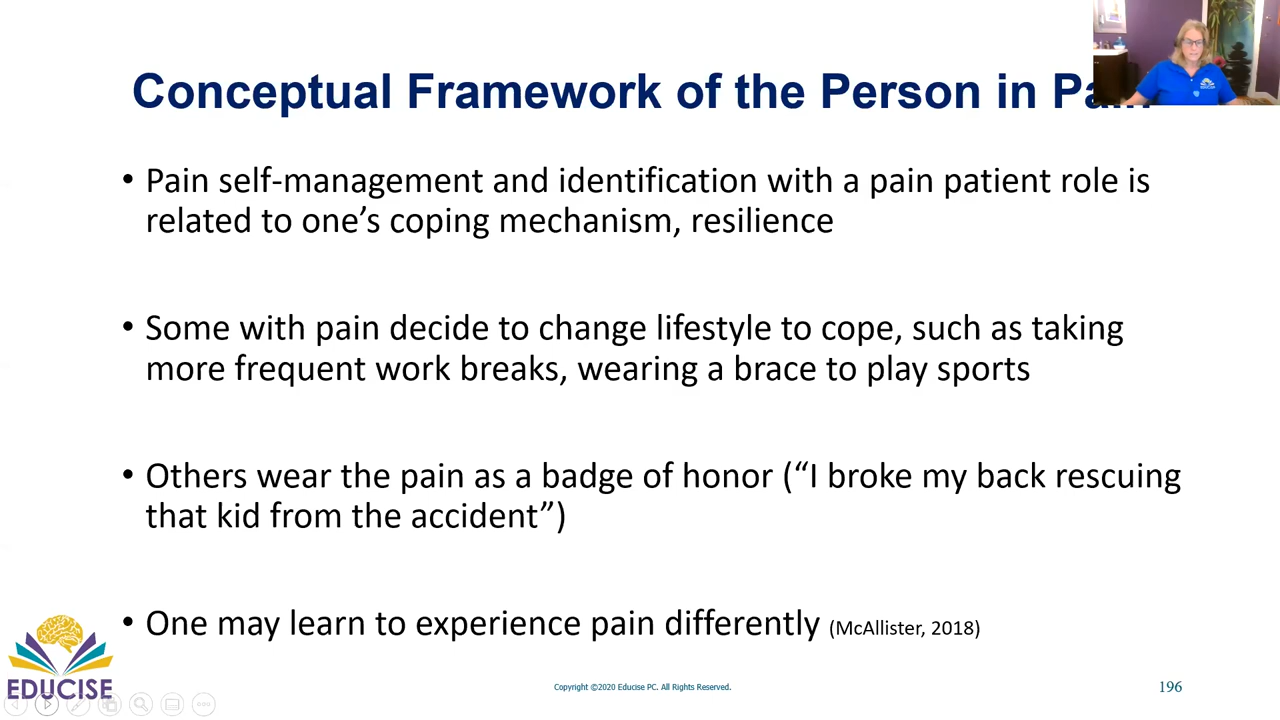 Conceptual Framework of the Person in Pain
• Pain self-management and identification with a pain patient role is
related to one’s coping mechanism, resilience
• Some with pain decide to change lifestyle to cope, such as taking
more frequent work breaks, wearing a brace to play sports
• Others wear the pain as a badge of honor (“I broke my back rescuing
that kid from the accident”)
• One may learn to experience pain differently (McAllister, 2018)
EDUCISE
Copyright ©2020 Educise PC. All Rights Reserved.
196